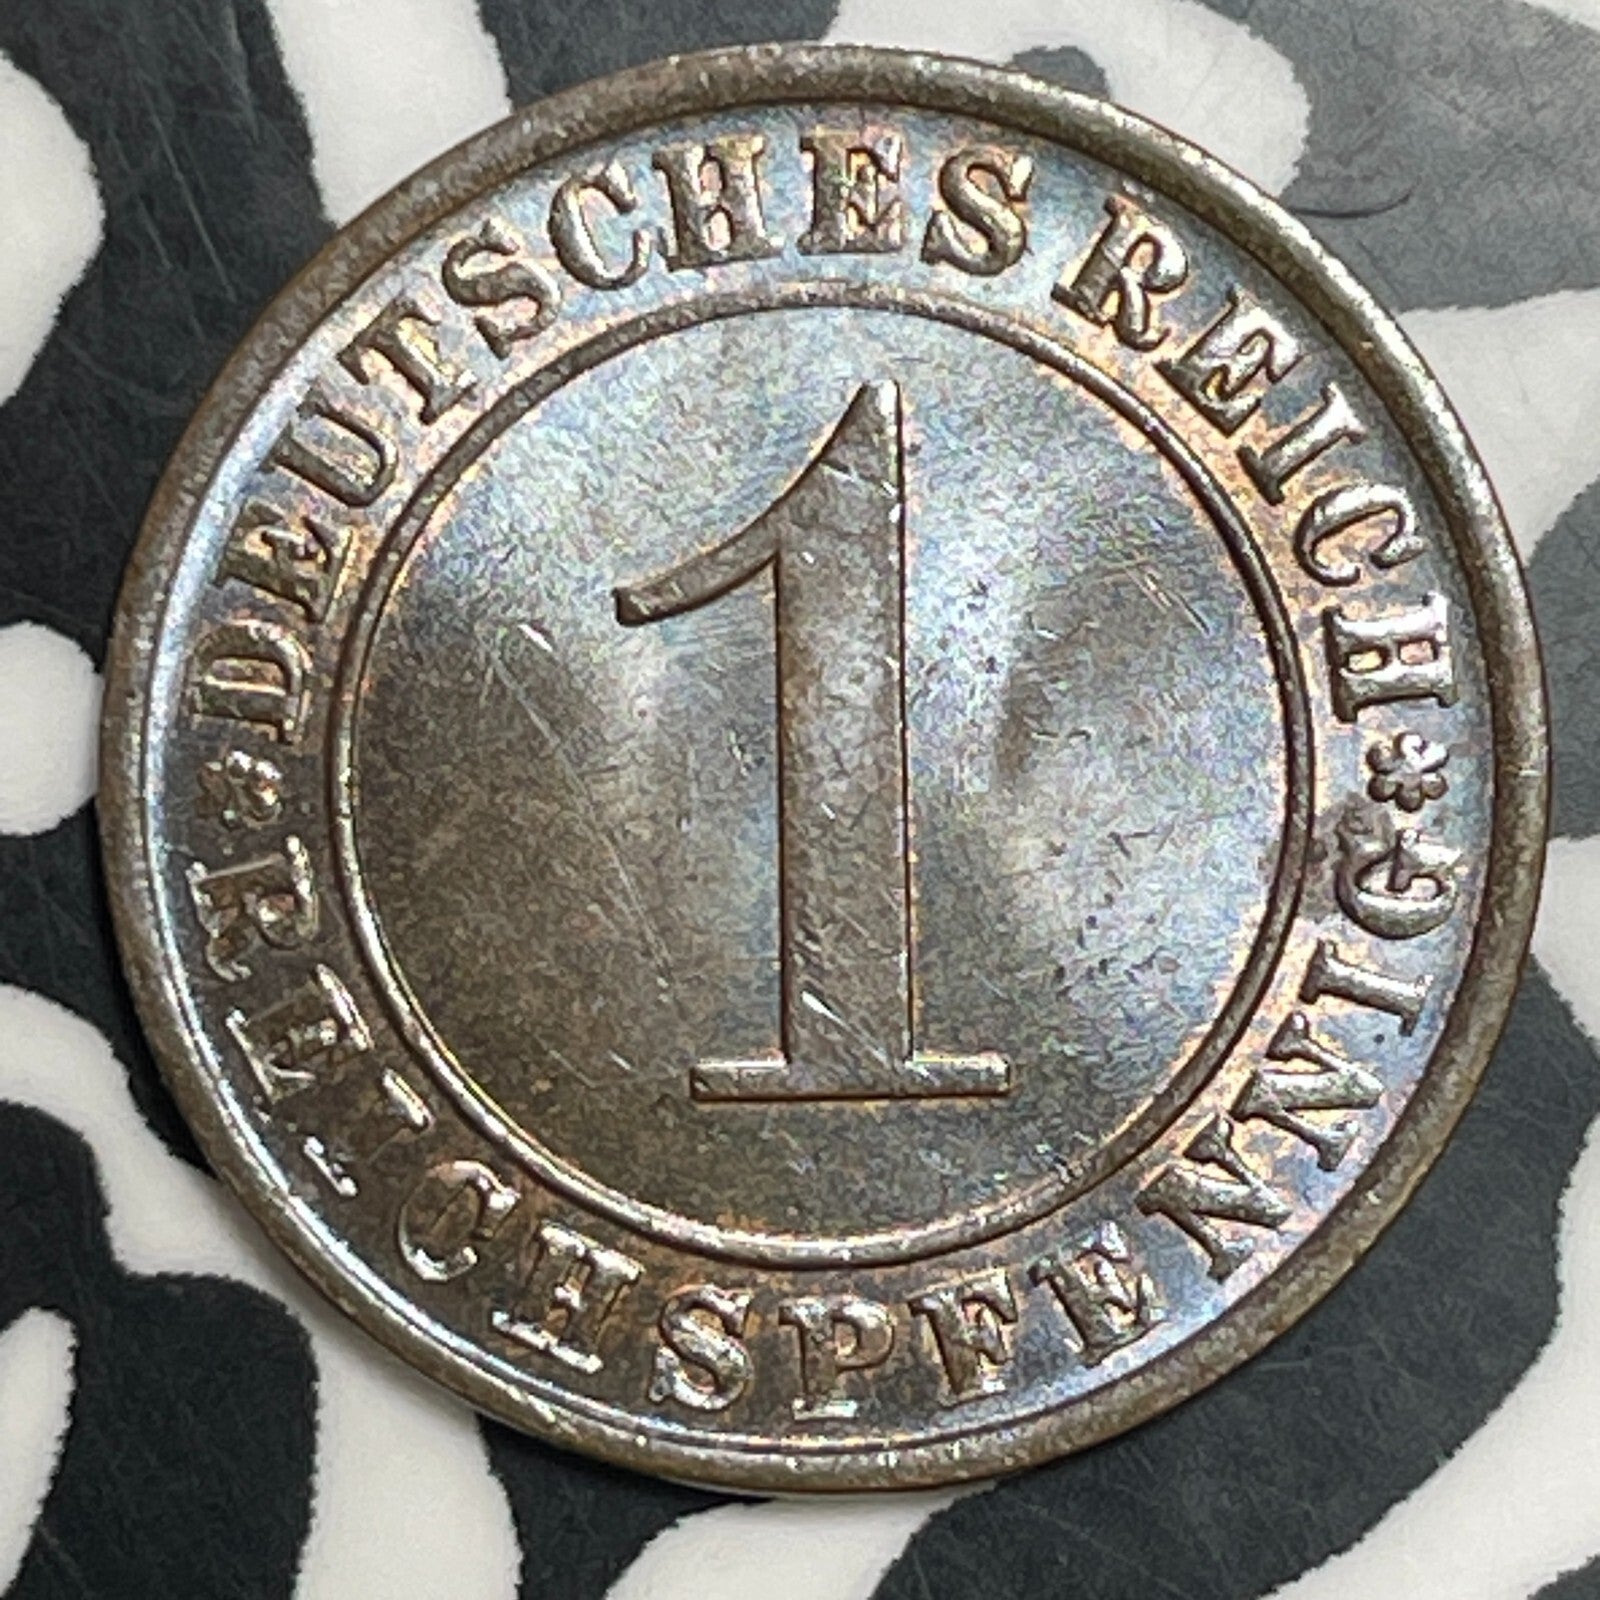 DEUTSCHES REICH
1
REICHSPFENNIG